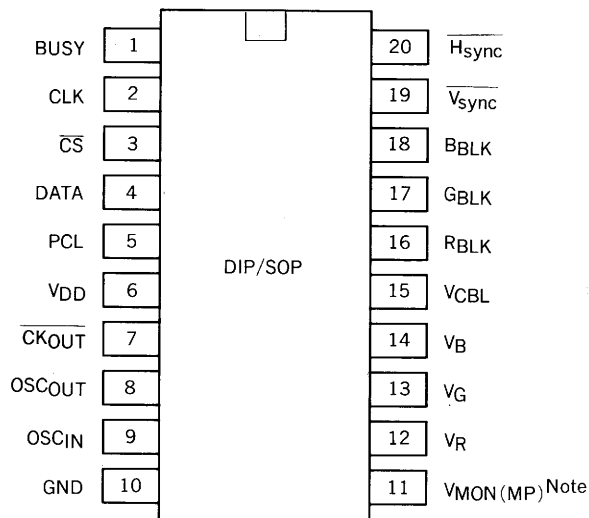 BUSY 1 20 Hsync
CLK 2 19 Vsync
CS 3 18 BBLK
DATA 4 17 GBLK
PCL 5 16 RBLK
DIP/SOP
VDD 6 15 VCBL
CKOUT 7 14 VB
OSCOUT 8 13 VG
OSCIN 9 12 VR
GND 10 11 VMON(MP) Note